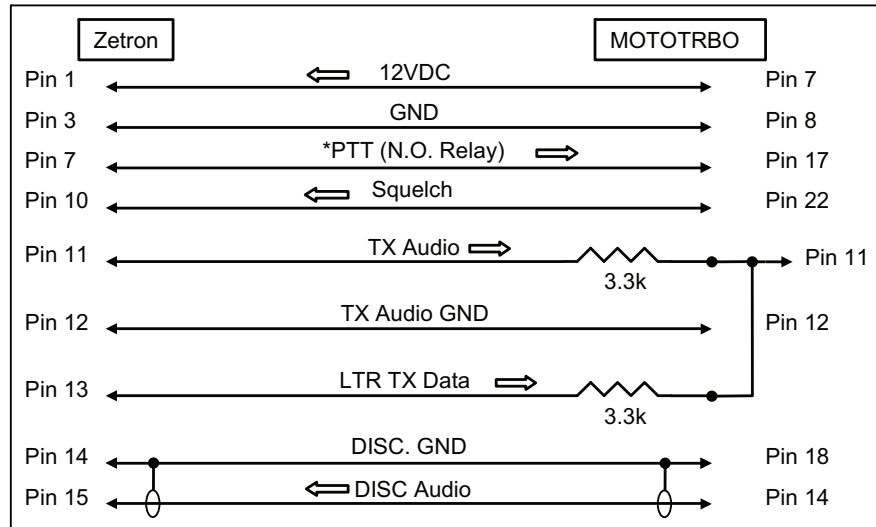 Zetron MOTOTRBO
Pin 1 12VDC Pin 7
Pin 3 GND Pin 8
Pin 7 *PTT (N.O. Relay) Pin 17
Pin 10 Squelch Pin 22
Pin 11 TX Audio 3.3k Pin 11
Pin 12 TX Audio GND Pin 12
Pin 13 LTR TX Data 3.3k
Pin 14 DISC. GND Pin 18
Pin 15 DISC Audio Pin 14